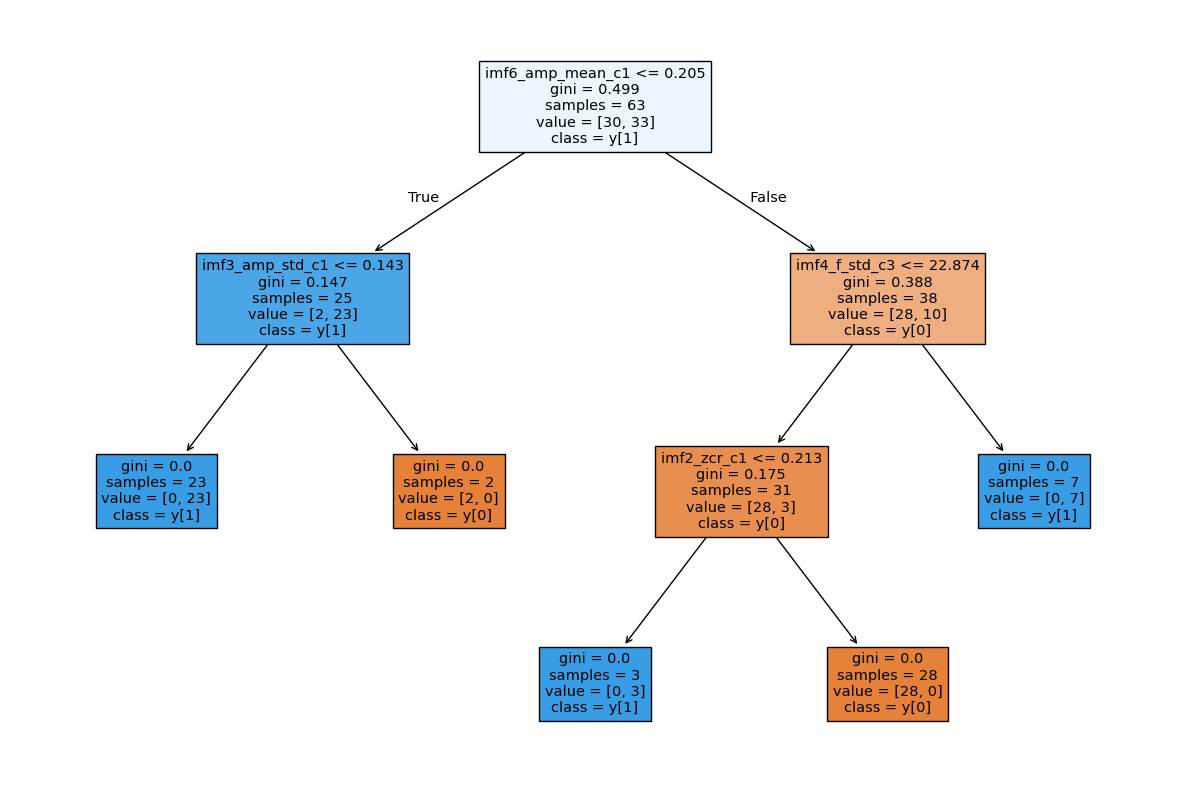 imf6_amp_mean_c1 <= 0.205
gini = 0.499
samples = 63
value = [30, 33]
class = y[1]
True
False
imf3_amp_std_c1 <= 0.143
gini = 0.147
samples = 25
value = [2, 23]
class = y[1]
imf4_f_std_c3 <= 22.874
gini = 0.388
samples = 38
value = [28, 10]
class = y[0]
gini = 0.0
samples = 23
value = [0, 23]
class = y[1]
gini = 0.0
samples = 2
value = [2, 0]
class = y[0]
imf2_zcr_c1 <= 0.213
gini = 0.175
samples = 31
value = [28, 3]
class = y[0]
gini = 0.0
samples = 7
value = [0, 7]
class = y[1]
gini = 0.0
samples = 3
value = [0, 3]
class = y[1]
gini = 0.0
samples = 28
value = [28, 0]
class = y[0]